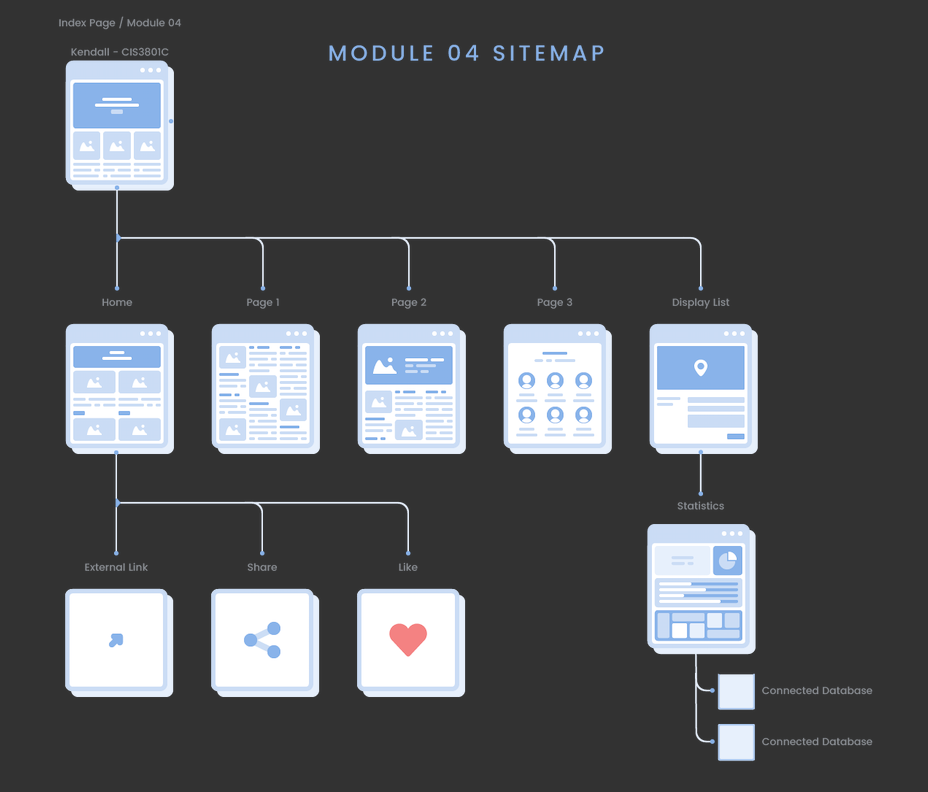 Index Page / Module 04
Kendall - CIS3801C
MODULE 04 SITEMAP
Home
Page 1
Page 2
Page 3
Display List
External Link
Share
Like
Statistics
Connected Database
Connected Database